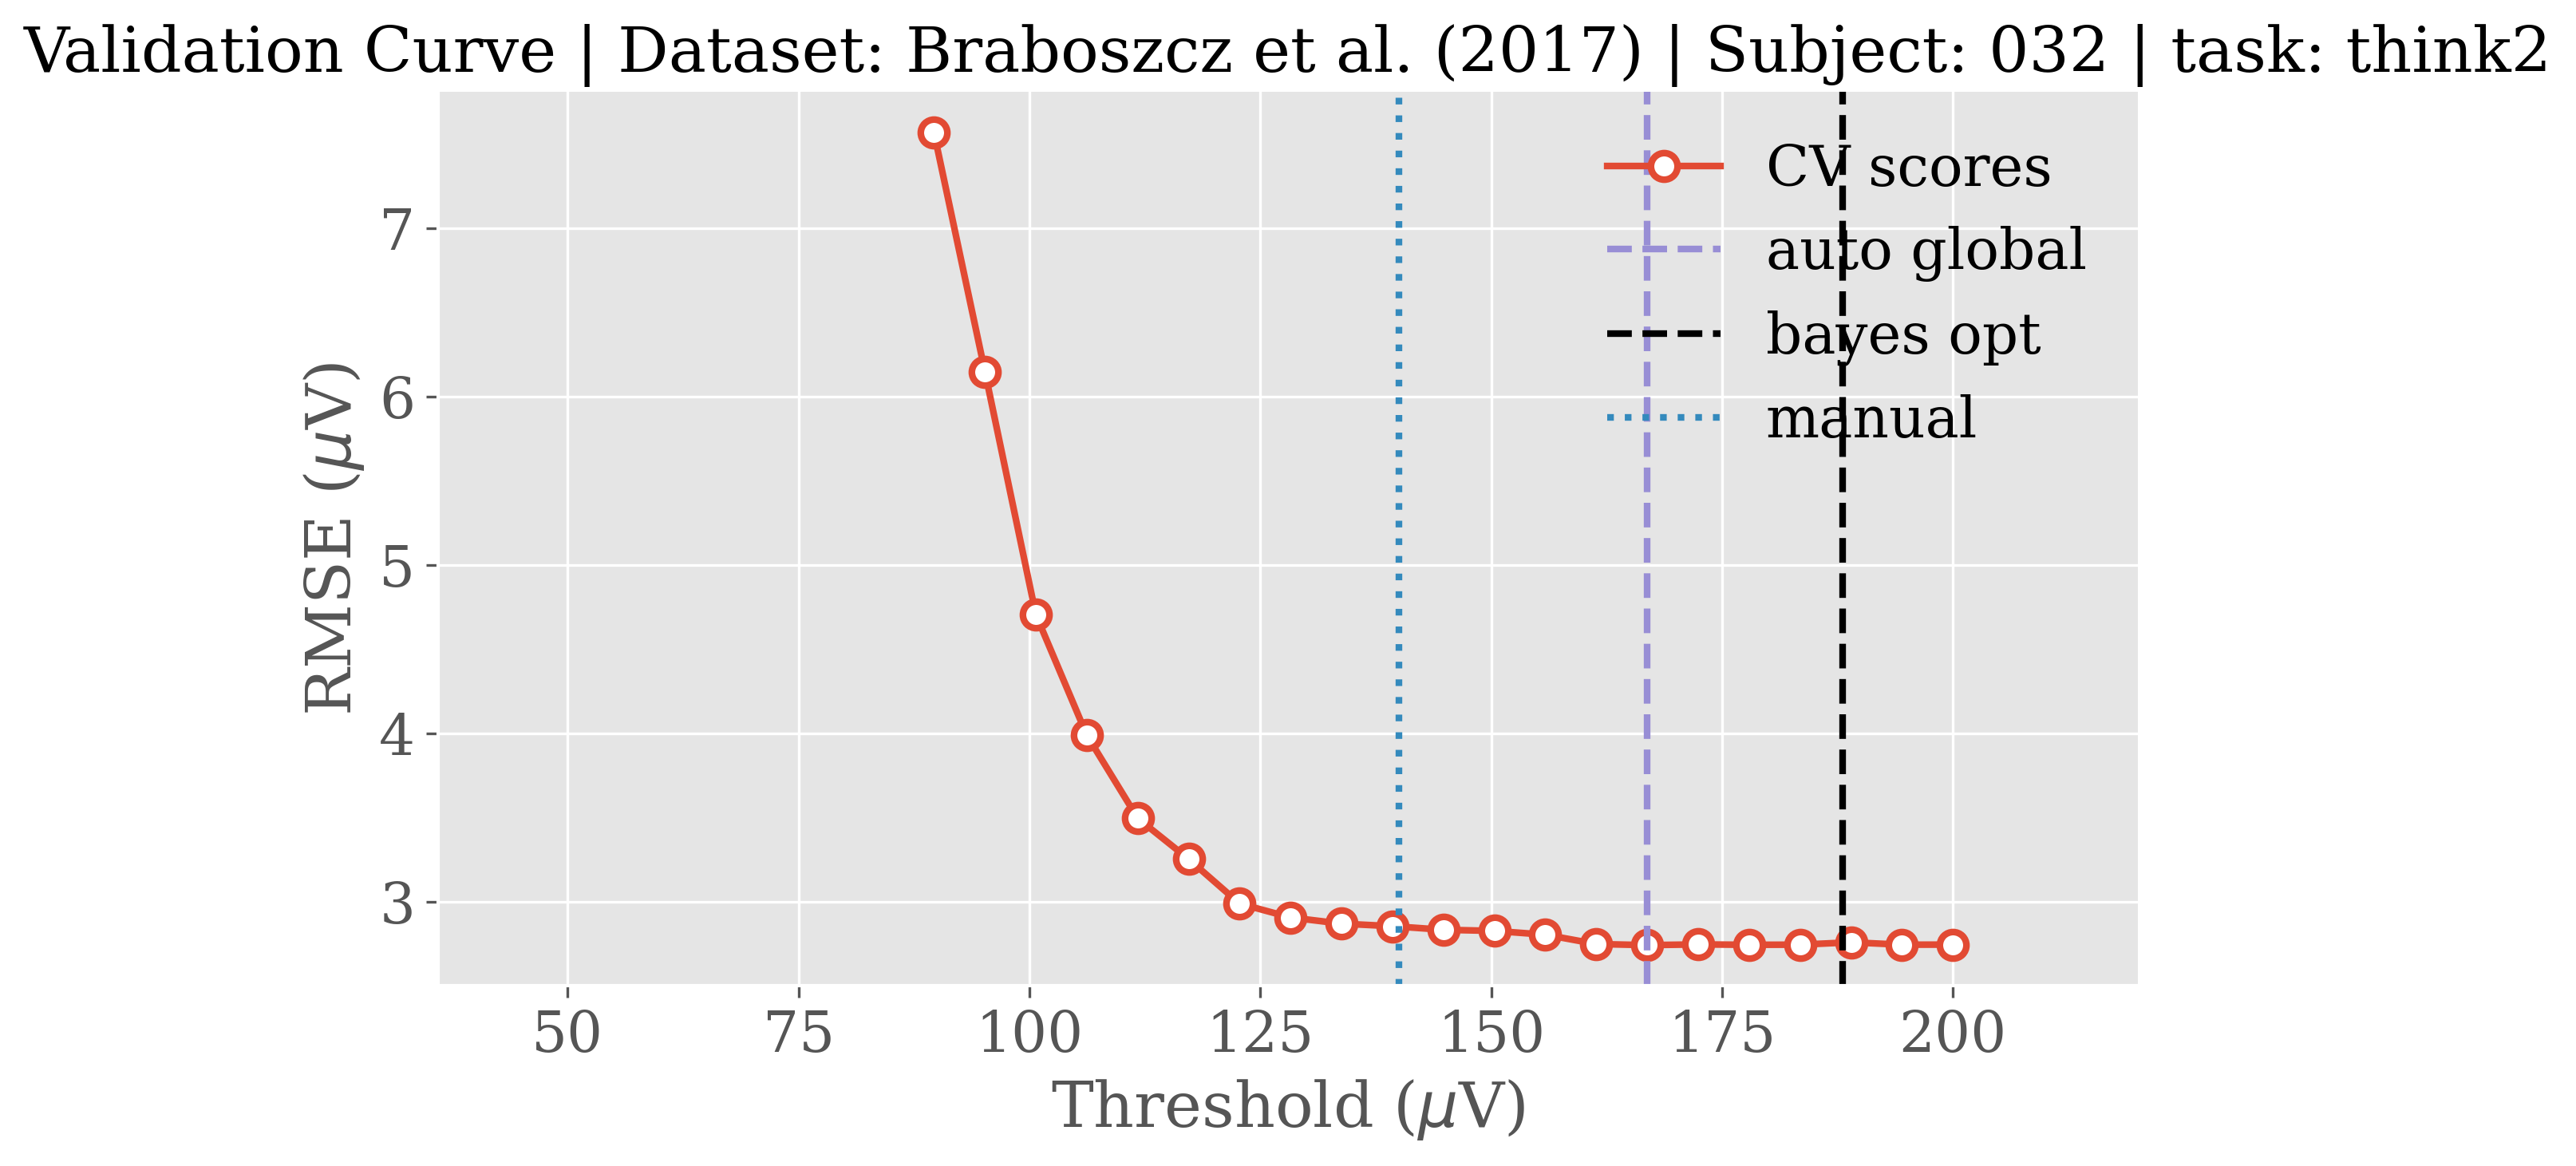 Validation Curve | Dataset: Braboszcz et al. (2017) | Subject: 032 | task: think2
CV scores
auto global
bayes opt
manual
7
6
5
4
3
RMSE (μV)
50 75 100 125 150 175 200
Threshold (μV)